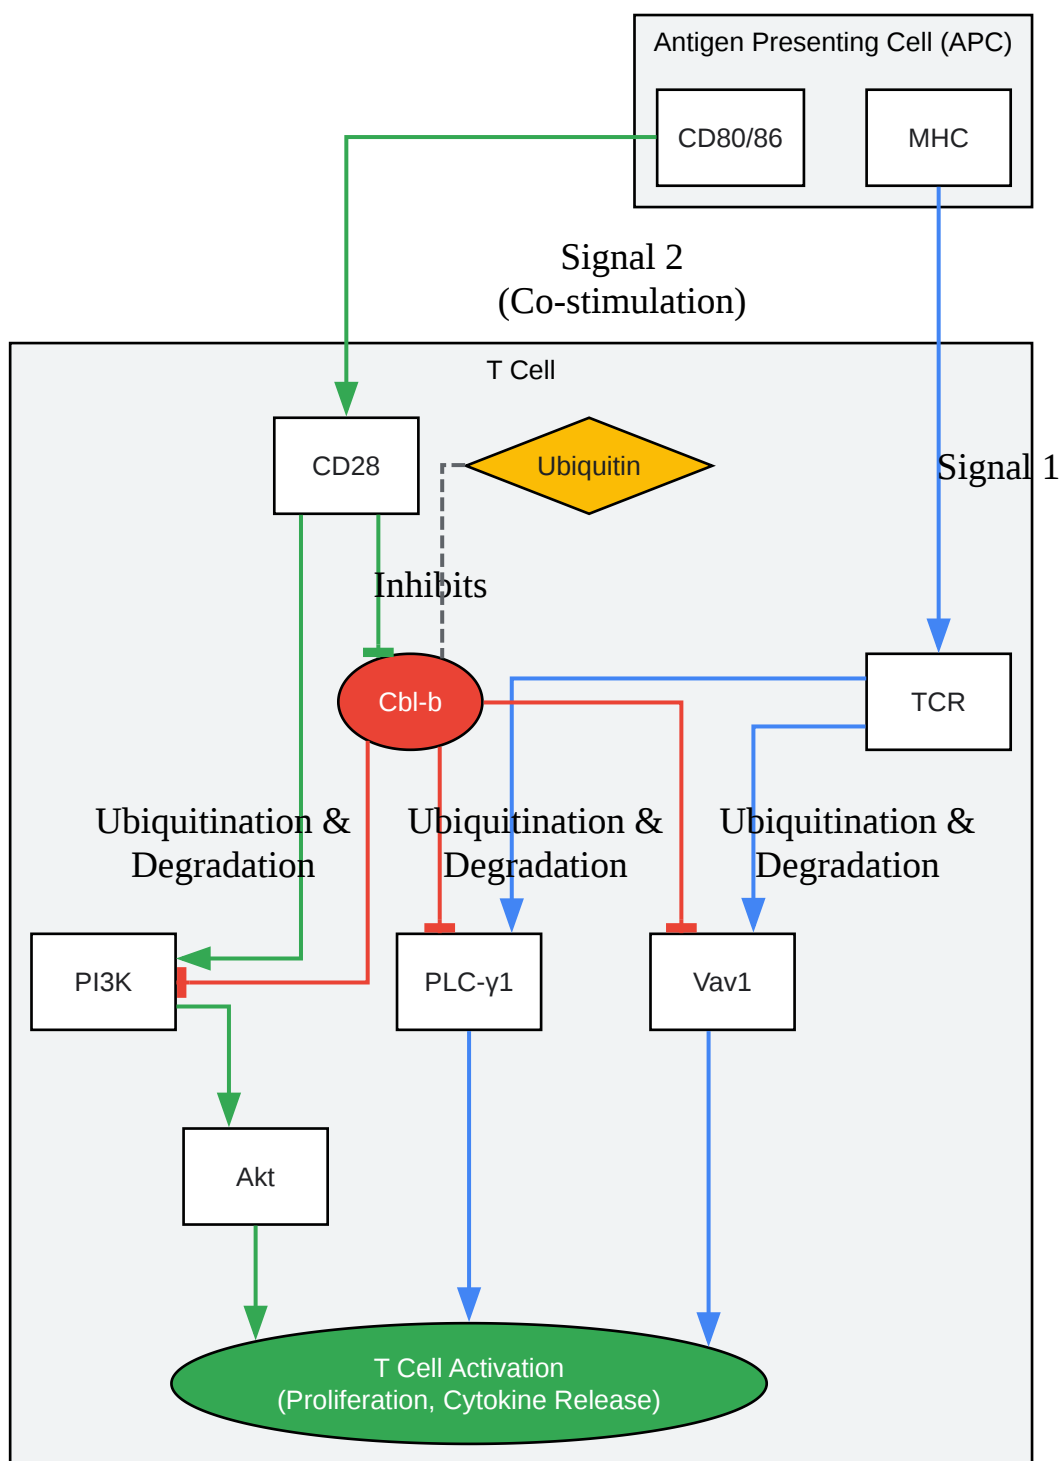 Antigen Presenting Cell (APC)
CD80/86
MHC
Signal 2
(Co-stimulation)
T Cell
CD28
Ubiquitin
Signal 1
Inhibits
Cbl-b
TCR
Ubiquitination &
Degradation
Ubiquitination &
Degradation
Ubiquitination &
Degradation
PI3K
PLC-γ1
Vav1
Akt
T Cell Activation
(Proliferation, Cytokine Release)